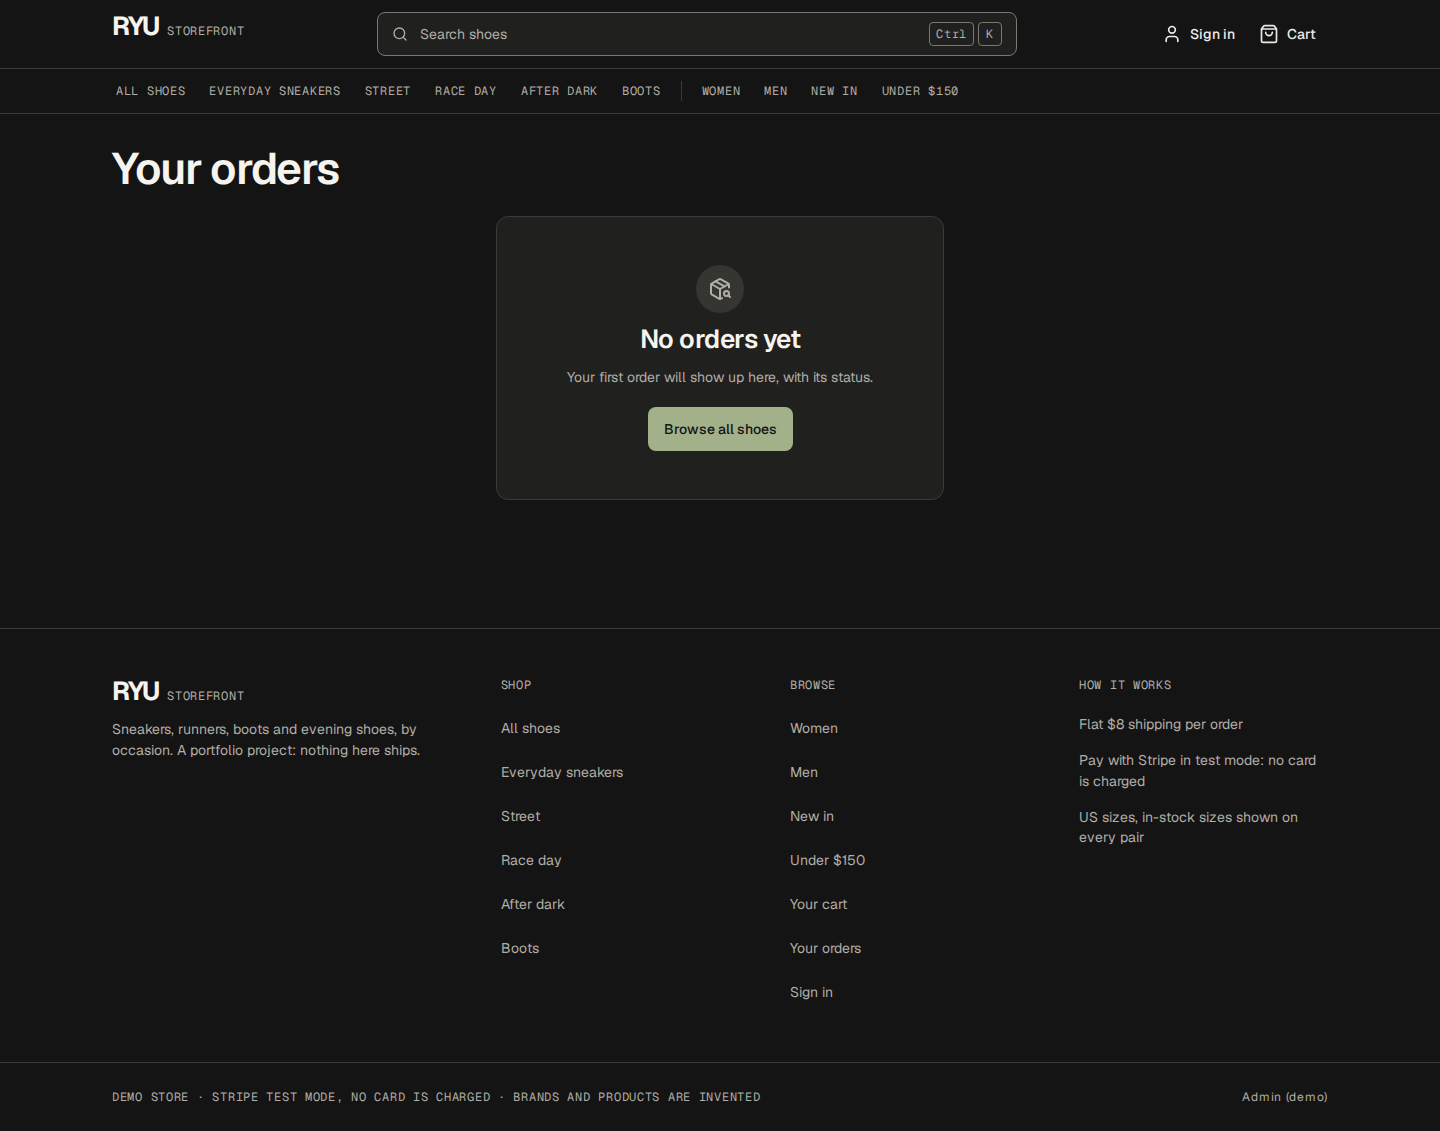 RYU STOREFRONT
Search shoes
Ctrl K
Sign in
Cart
ALL SHOES EVERYDAY SNEAKERS STREET RACE DAY AFTER DARK BOOTS WOMEN MEN NEW IN UNDER $150
Your orders
No orders yet
Your first order will show up here, with its status.
Browse all shoes
RYU STOREFRONT
Sneakers, runners, boots and evening shoes, by
occasion. A portfolio project: nothing here ships.
SHOP
All shoes
Everyday sneakers
Street
Race day
After dark
Boots
BROWSE
Women
Men
New in
Under $150
Your cart
Your orders
Sign in
HOW IT WORKS
Flat $8 shipping per order
Pay with Stripe in test mode: no card
is charged
US sizes, in-stock sizes shown on
every pair
DEMO STORE · STRIPE TEST MODE, NO CARD IS CHARGED · BRANDS AND PRODUCTS ARE INVENTED
Admin (demo)